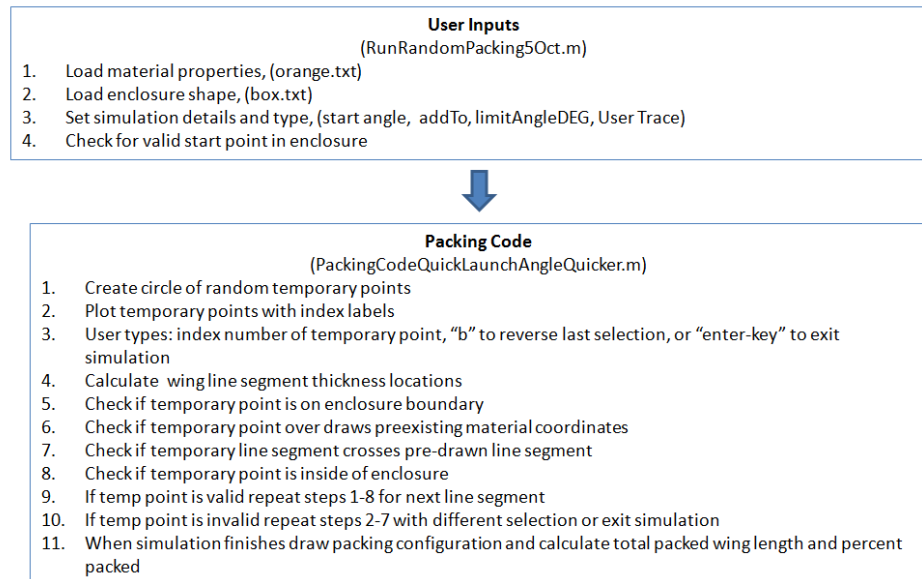 User Inputs
(RunRandomPacking5Oct.m)
1. Load material properties, (orange.txt)
2. Load enclosure shape, (box.txt)
3. Set simulation details and type, (start angle, addTo, limitAngleDEG, User Trace)
4. Check for valid start point in enclosure
Packing Code
(PackingCodeQuickLaunchAngleQuicker.m)
1. Create circle of random temporary points
2. Plot temporary points with index labels
3. User types: index number of temporary point, “b” to reverse last selection, or “enter-key” to exit
simulation
4. Calculate wing line segment thickness locations
5. Check if temporary point is on enclosure boundary
6. Check if temporary point over draws preexisting material coordinates
7. Check if temporary line segment crosses pre-drawn line segment
8. Check if temporary point is inside of enclosure
9. If temp point is valid repeat steps 1-8 for next line segment
10. If temp point is invalid repeat steps 2-7 with different selection or exit simulation
11. When simulation finishes draw packing configuration and calculate total packed wing length and percent
packed